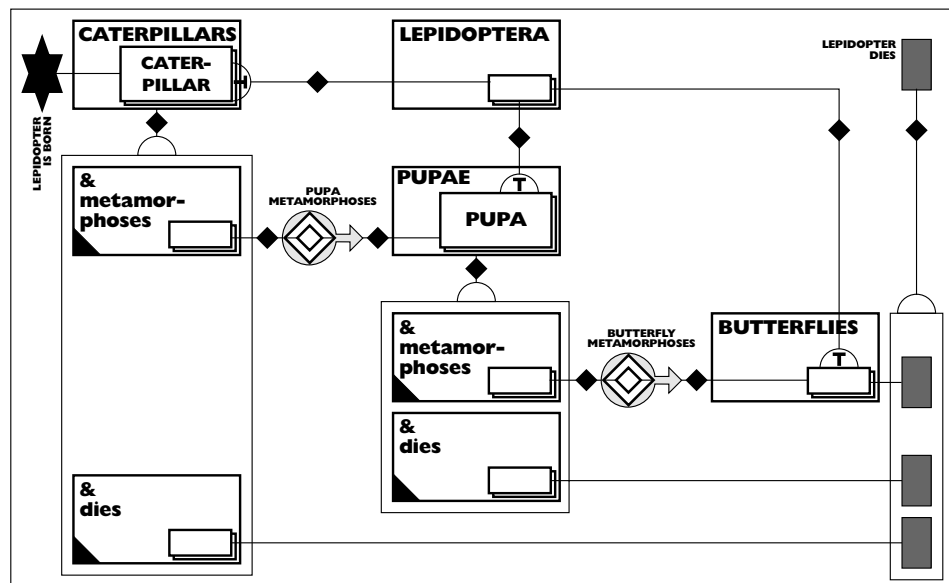 CATERPILLARS
CATER-
PILLAR
T
LEPIDOPTERA
LEPIDOPTER
DIES
LEPIDOPTER
IS BORN
&
metamor-
phoses
PUPA
METAMORPHOSES
PUPAE
T
PUPA
&
metamor-
phoses
BUTTERFLY
METAMORPHOSES
BUTTERFLIES
T
&
dies
&
dies